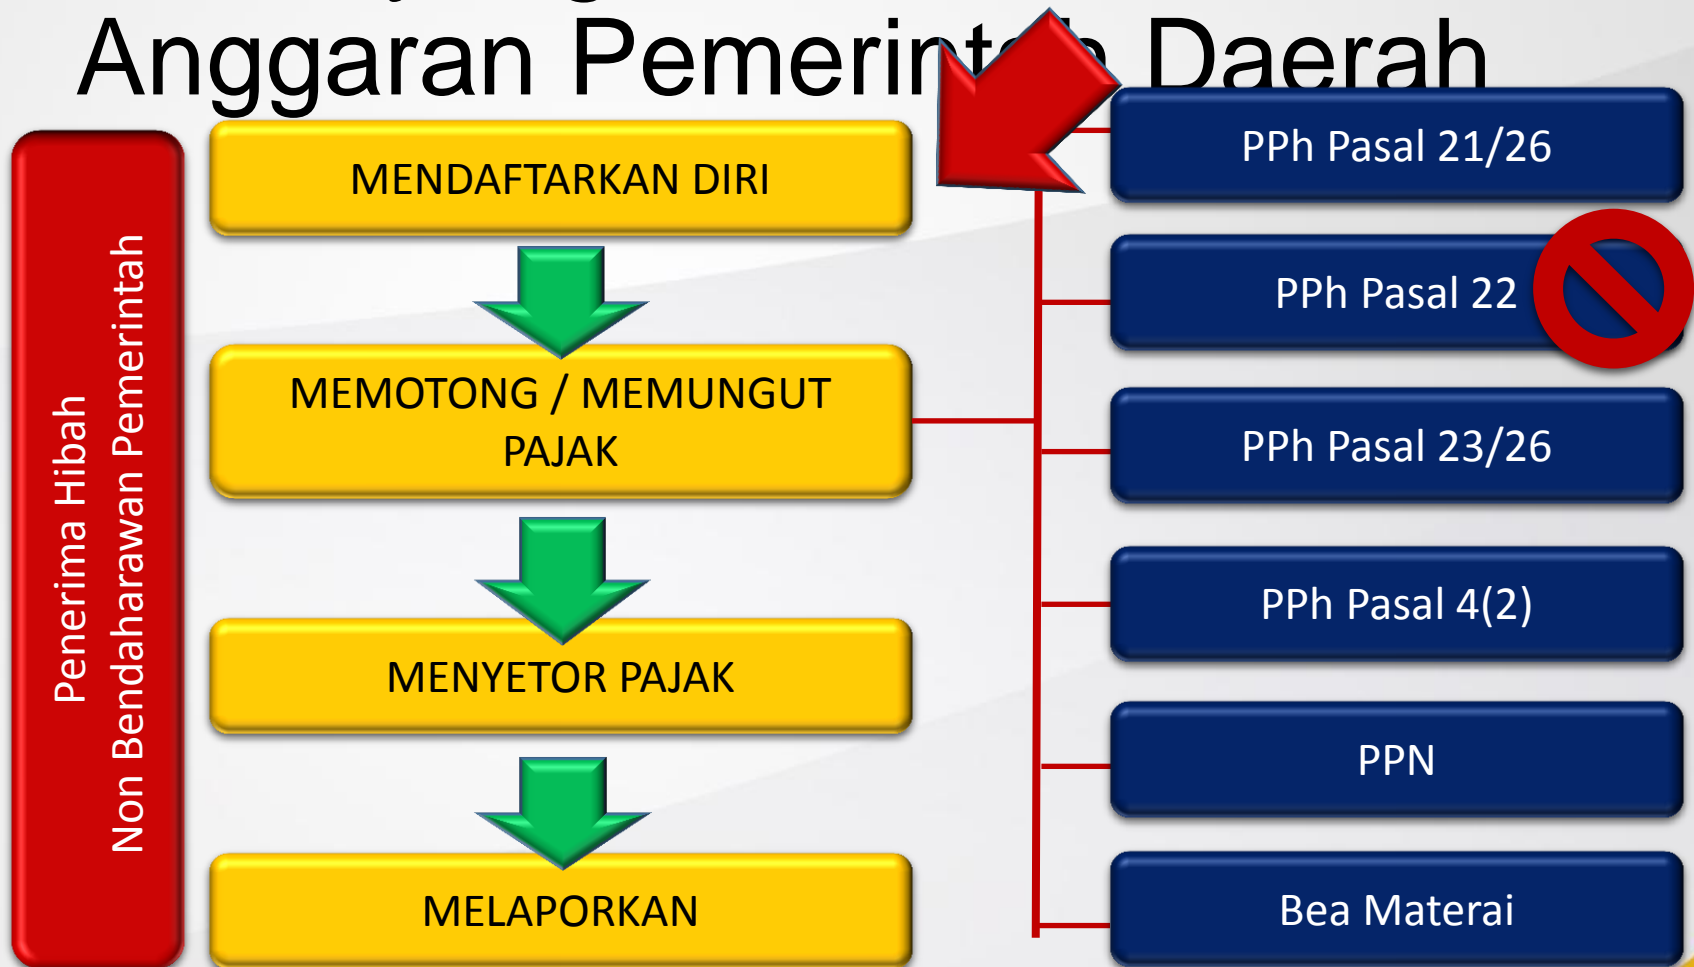 Anggaran Pemerintah Daerah
Penerima Hibah
Non Bendaharawan Pemerintah
MENDAFTARKAN DIRI
MEMOTONG / MEMUNGUT
PAJAK
MENYETOR PAJAK
MELAPORKAN
PPh Pasal 21/26
PPh Pasal 22
PPh Pasal 23/26
PPh Pasal 4(2)
PPN
Bea Materai